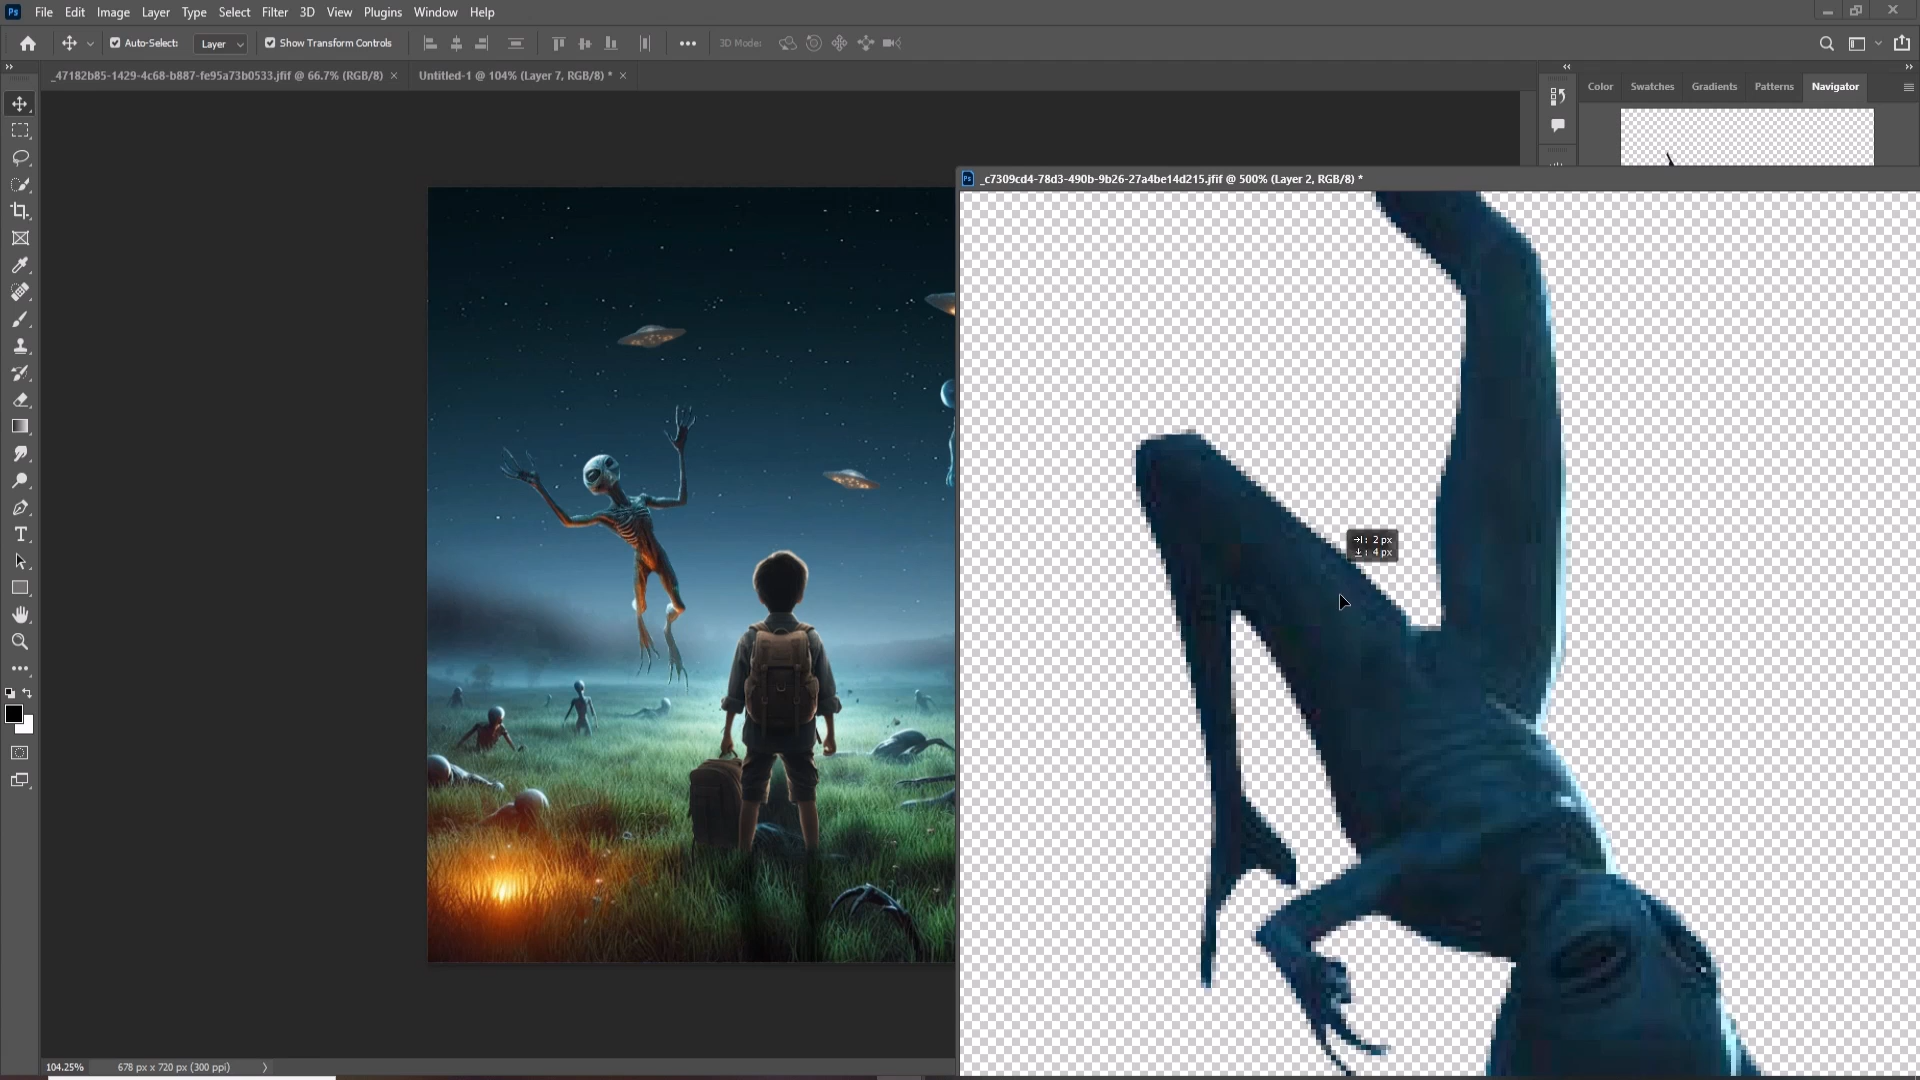 Ps File Edit Image Layer Type Select Filter 3D View Plugins Window Help
Auto-Select: Layer Show Transform Controls 3D Mode:
_47182b85-1429-4c68-b887-fe95a73b0533.jfif @ 66.7% (RGB/8) × Untitled-1 @ 104% (Layer 7, RGB/8) * ×
Color Swatches Gradients Patterns Navigator
Ps _c7309cd4-78d3-490b-9b26-27a4be14d215.jfif @ 500% (Layer 2, RGB/8) *
: 2 px
: 4 px
104.25% 678 px x 720 px (300 ppi)